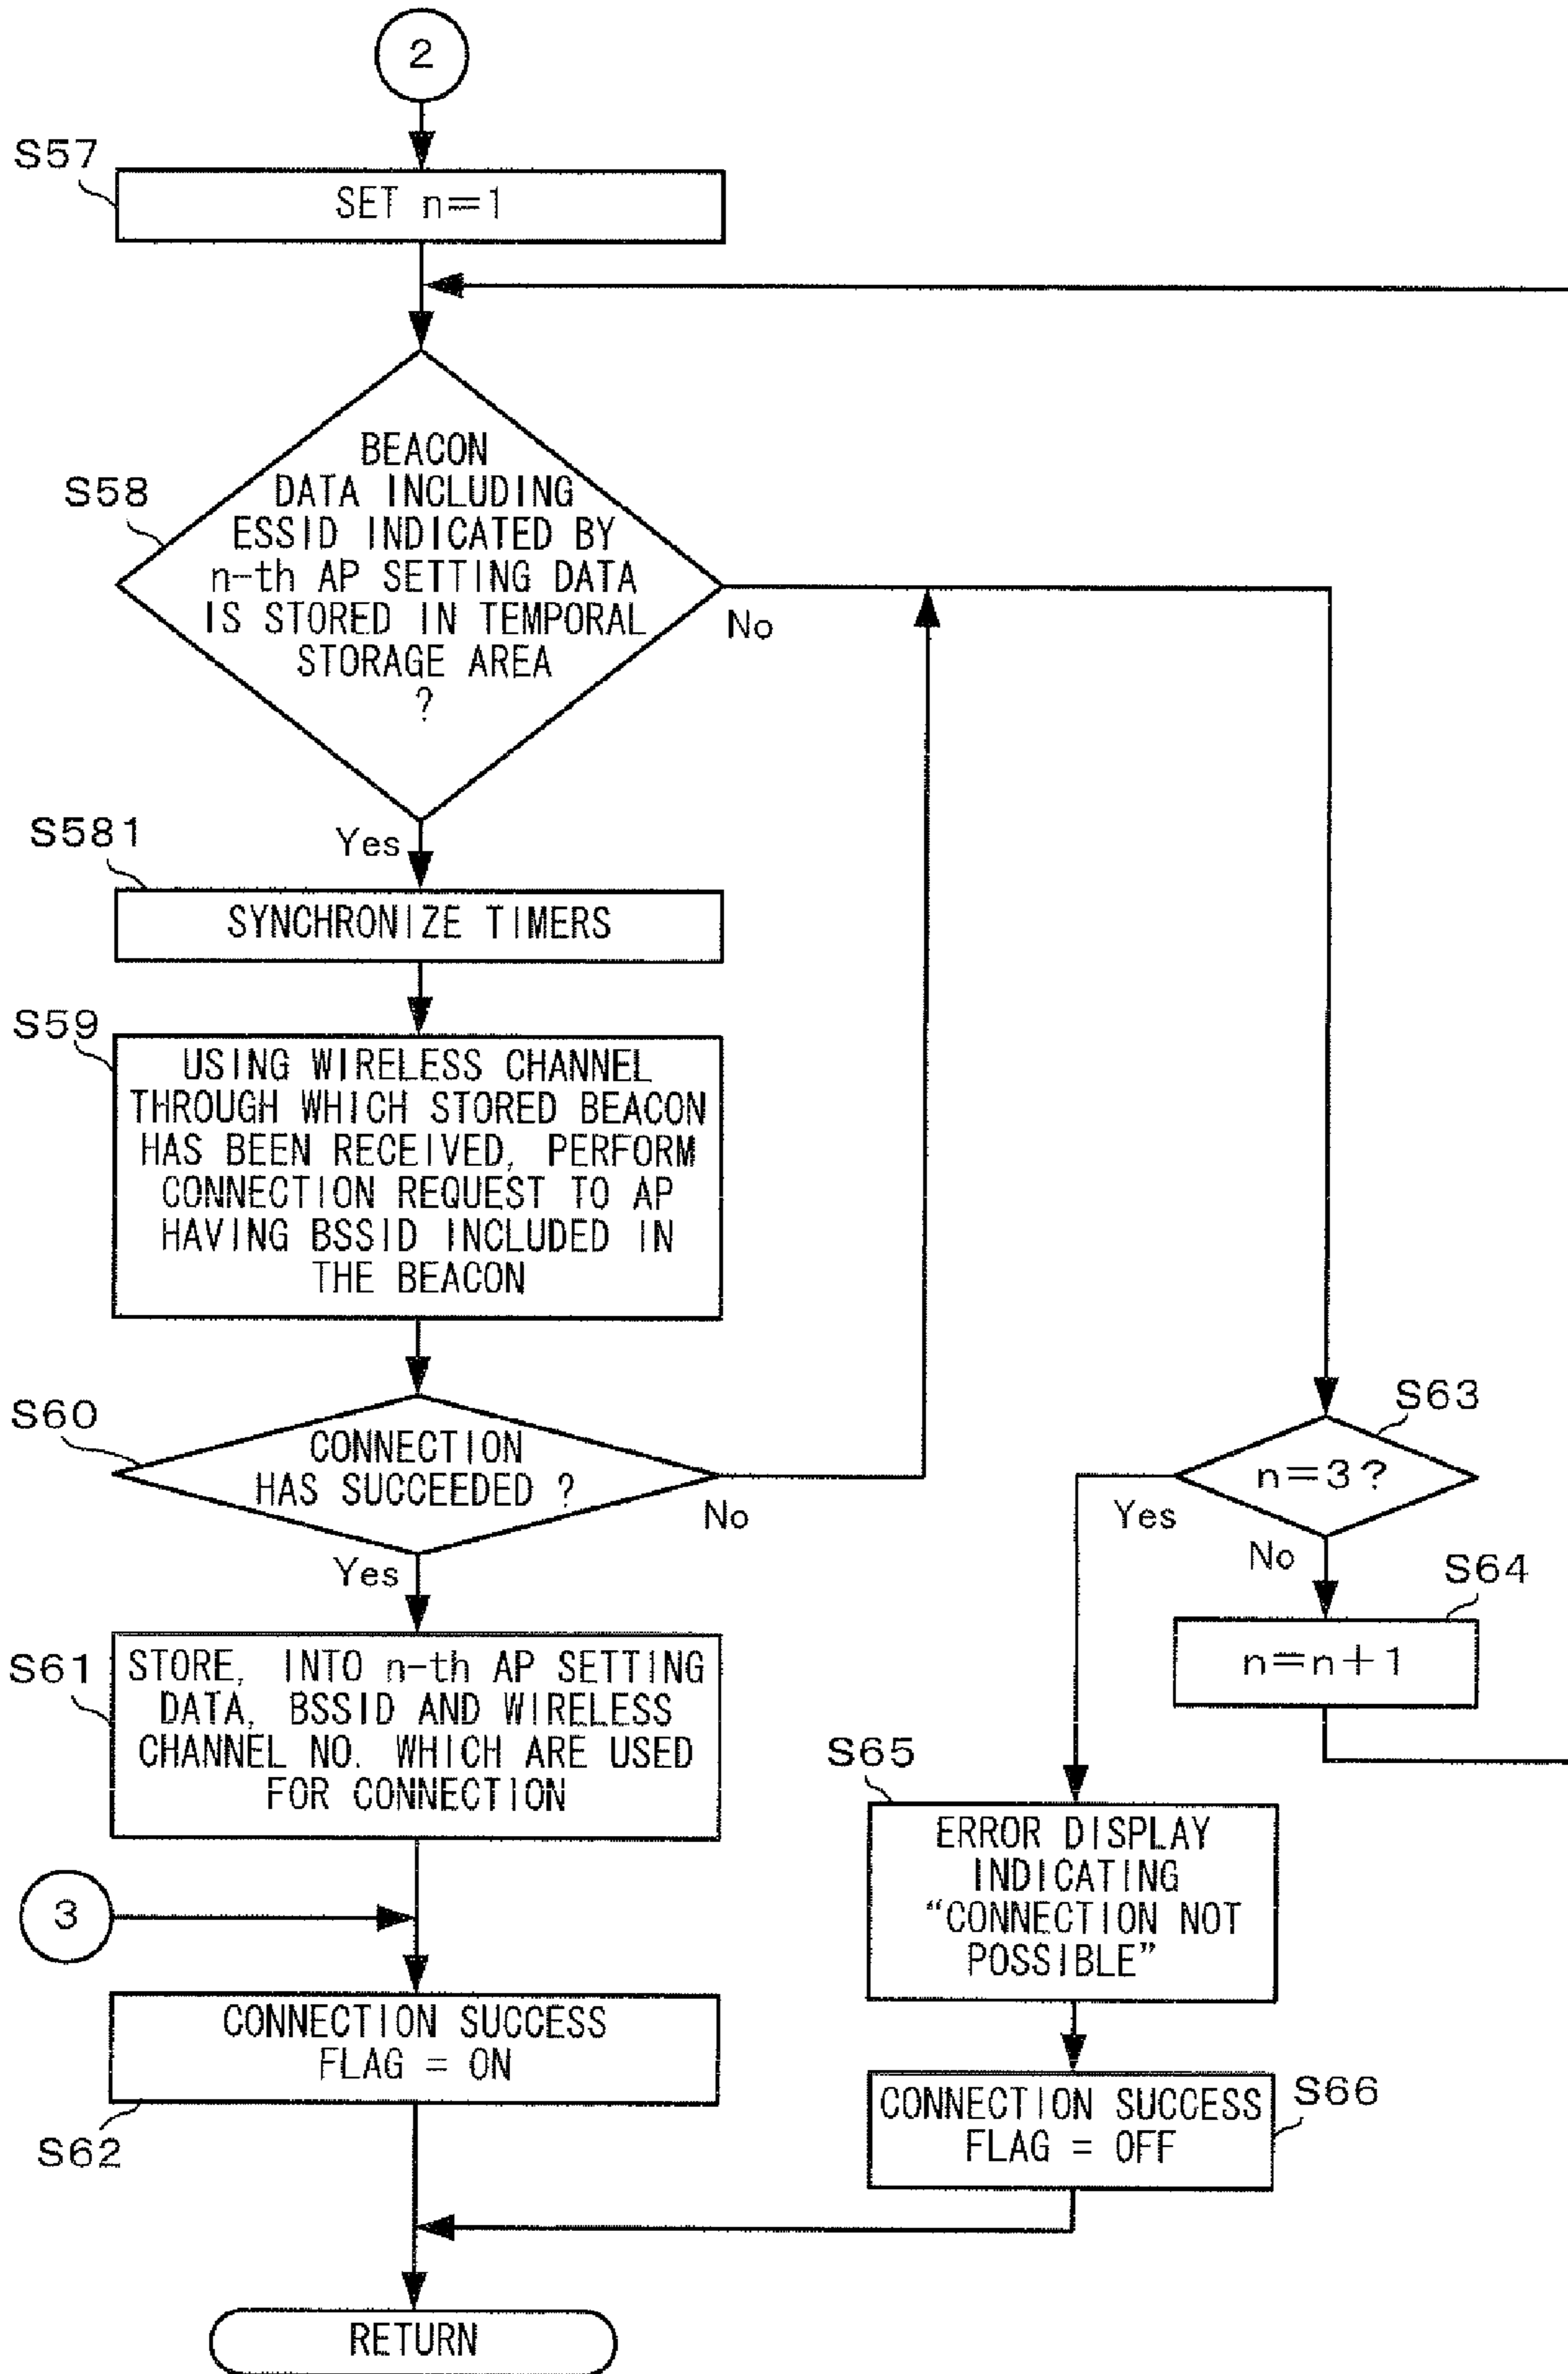 2
S57
SET n=1
S58
BEACON
DATA INCLUDING
ESSID INDICATED BY
n-th AP SETTING DATA
IS STORED IN TEMPORAL
STORAGE AREA
?
No
Yes
S581
SYNCHRONIZE TIMERS
S59
USING WIRELESS CHANNEL
THROUGH WHICH STORED BEACON
HAS BEEN RECEIVED, PERFORM
CONNECTION REQUEST TO AP
HAVING BSSID INCLUDED IN
THE BEACON
S60
CONNECTION
HAS SUCCEEDED ?
No
Yes
S61
STORE, INTO n-th AP SETTING
DATA, BSSID AND WIRELESS
CHANNEL NO. WHICH ARE USED
FOR CONNECTION
3
CONNECTION SUCCESS
FLAG = ON
S62
S63
n=3?
Yes
No
S64
n=n+1
S65
ERROR DISPLAY
INDICATING
“CONNECTION NOT
POSSIBLE”
S66
CONNECTION SUCCESS
FLAG = OFF
RETURN